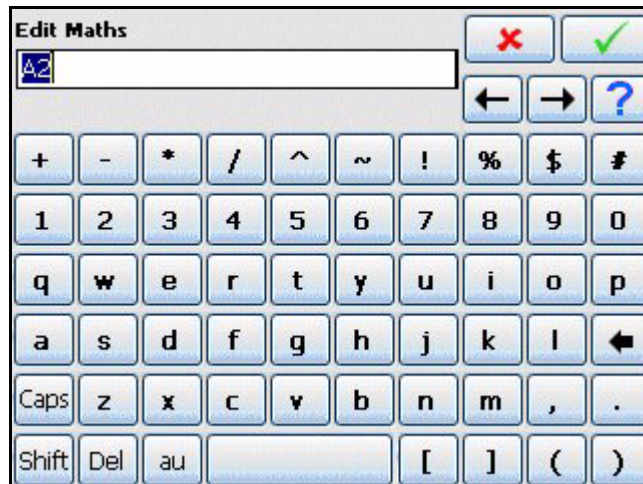 Edit Maths
A2
?
+ - * / ^ ~ ! % $ #
1 2 3 4 5 6 7 8 9 0
q w e r t y u i o p
a s d f g h j k l
Caps z x c v b n m , .
Shift Del au [ ] ( )